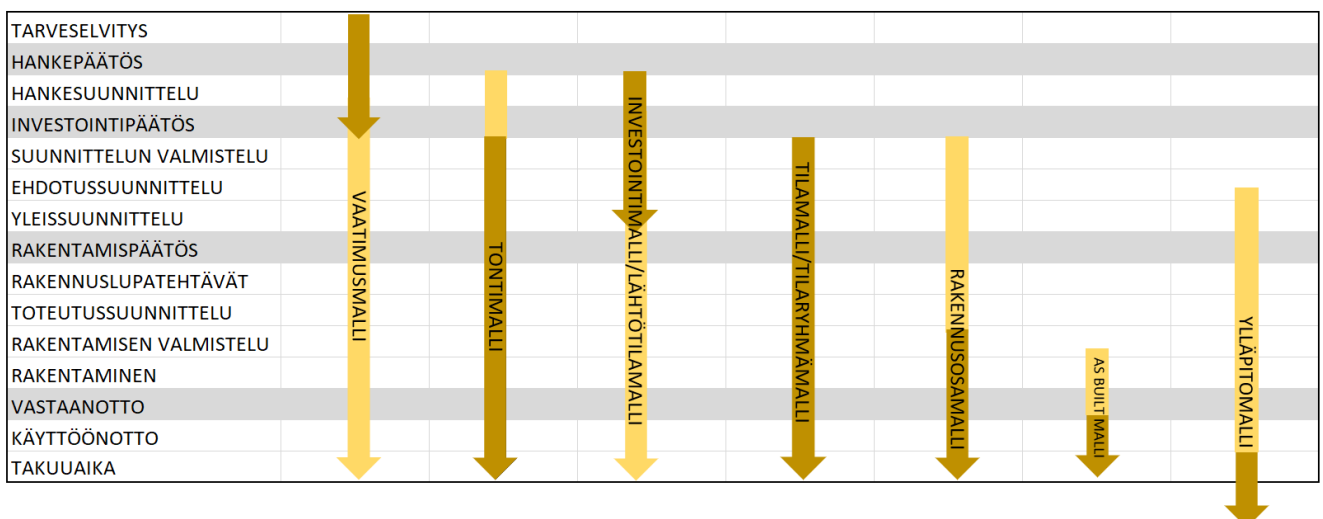 TARVESELVITYS
HANKEPÄÄTÖS
HANKESUUNNITTELU
INVESTOINTIPÄÄTÖS
SUUNNITTELUN VALMISTELU
EHDOTUSSUUNNITTELU
YLEISSUUNNITTELU
RAKENTAMISPÄÄTÖS
RAKENNUSLUPATEHTÄVÄT
TOTEUTUSSUUNNITTELU
RAKENTAMISEN VALMISTELU
RAKENTAMINEN
VASTAANOTTO
KÄYTTÖÖNOTTO
TAKUUAIKA
VAATIMUSMALLI
TONTIMALLI
INVESTOINTIMALLI/LÄHTÖTILAMALLI
TILAMALLI/TILARYHMÄMALLI
RAKENNUSOSAMALLI
AS BUILT MALLI
YLLÄPITOMALLI